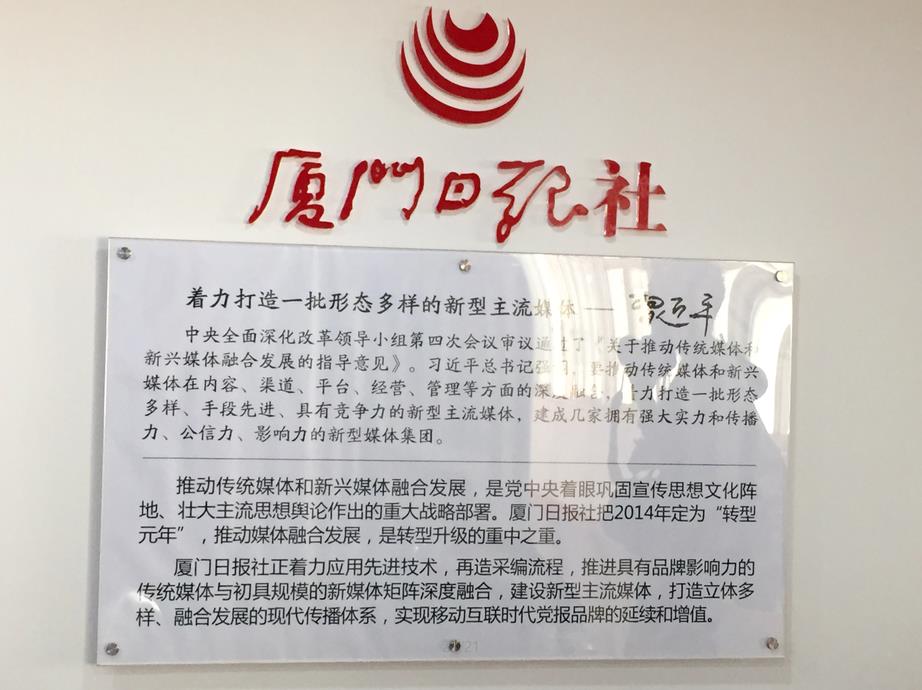 厦门日报社
着力打造一批形态多样的新型主流媒体——习近平
中央全面深化改革领导小组第四次会议审议通过了《关于推动传统媒体和
新兴媒体融合发展的指导意见》。习近平总书记强调，要推动传统媒体和新兴
媒体在内容、渠道、平台、经营、管理等方面的深度融合，着力打造一批形态
多样、手段先进、具有竞争力的新型主流媒体，建成几家拥有强大实力和传播
力、公信力、影响力的新型媒体集团。
推动传统媒体和新兴媒体融合发展，是党中央着眼巩固宣传思想文化阵
地、壮大主流思想舆论作出的重大战略部署。厦门日报社把2014年定为“转型
元年”，推动媒体融合发展，是转型升级的重中之重。
厦门日报社正着力应用先进技术，再造采编流程，推进具有品牌影响力的
传统媒体与初具规模的新媒体矩阵深度融合，建设新型主流媒体，打造立体多
样、融合发展的现代传播体系，实现移动互联时代党报品牌的延续和增值。